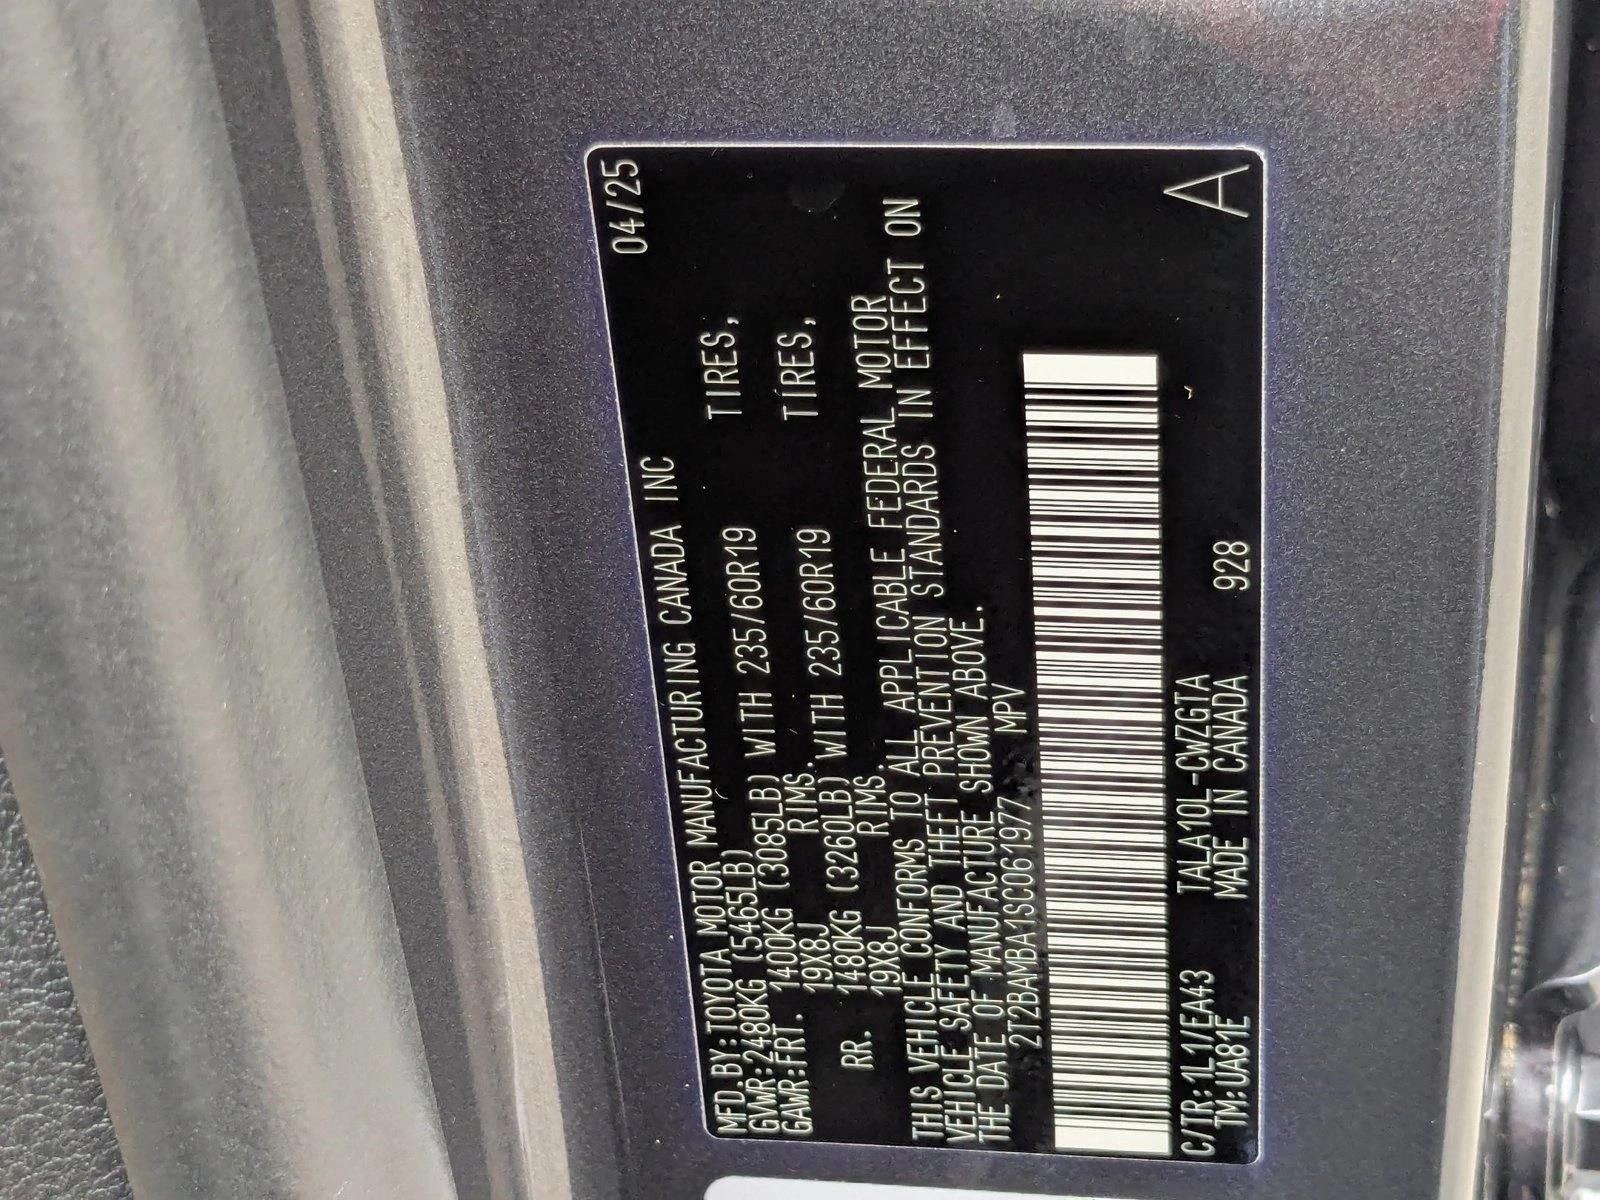 MFD.BY:TOYOTA MOTOR MANUFACTURING CANADA INC 04/25
GVWR:2480KG (5465LB)
GAWR:FRT. 1400KG (3085LB) WITH 235/60R19 TIRES,
19X8J RIMS.
RR. 1480KG (3260LB) WITH 235/60R19 TIRES,
19X8J RIMS.
THIS VEHICLE CONFORMS TO ALL APPLICABLE FEDERAL MOTOR
VEHICLE SAFETY AND THEFT PREVENTION STANDARDS IN EFFECT ON
THE DATE OF MANUFACTURE SHOWN ABOVE.
2T2BAMBA1SC061977 MPV
C/TR:1L1/EA43 TALA10L-CWZGTA
TM:UA81E MADE IN CANADA 928 A